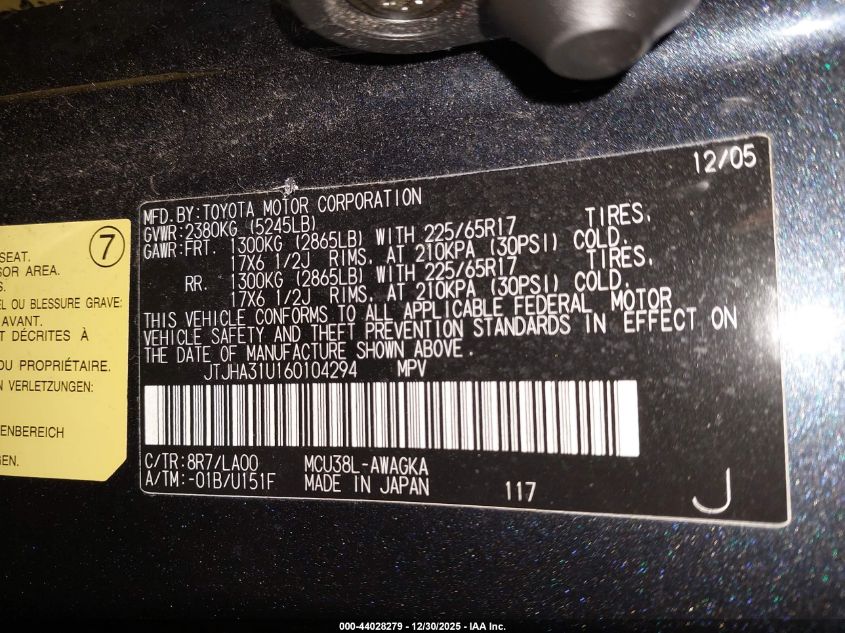 12/05
MFD.BY:TOYOTA MOTOR CORPORATION
GVWR:2380KG (5245LB)
GAWR:FRT. 1300KG (2865LB) WITH 225/65R17 TIRES,
17X6 1/2J RIMS, AT 210KPA (30PSI) COLD.
RR. 1300KG (2865LB) WITH 225/65R17 TIRES,
17X6 1/2J RIMS, AT 210KPA (30PSI) COLD.
THIS VEHICLE CONFORMS TO ALL APPLICABLE FEDERAL MOTOR
VEHICLE SAFETY AND THEFT PREVENTION STANDARDS IN EFFECT ON
THE DATE OF MANUFACTURE SHOWN ABOVE.
JTJHA31U160104294 MPV
C/TR:8R7/LA00 MCU38L-AWAGKA
A/TM:-01B/U151F MADE IN JAPAN 117 J
7
SEAT.
SOR AREA.
S.
EL OU BLESSURE GRAVE:
AVANT.
T DÉCRITES À
DU PROPRIÉTAIRE.
EN VERLETZUNGEN:
ENBEREICH
GEN.
000-44028279 - 12/30/2025 - IAA Inc.